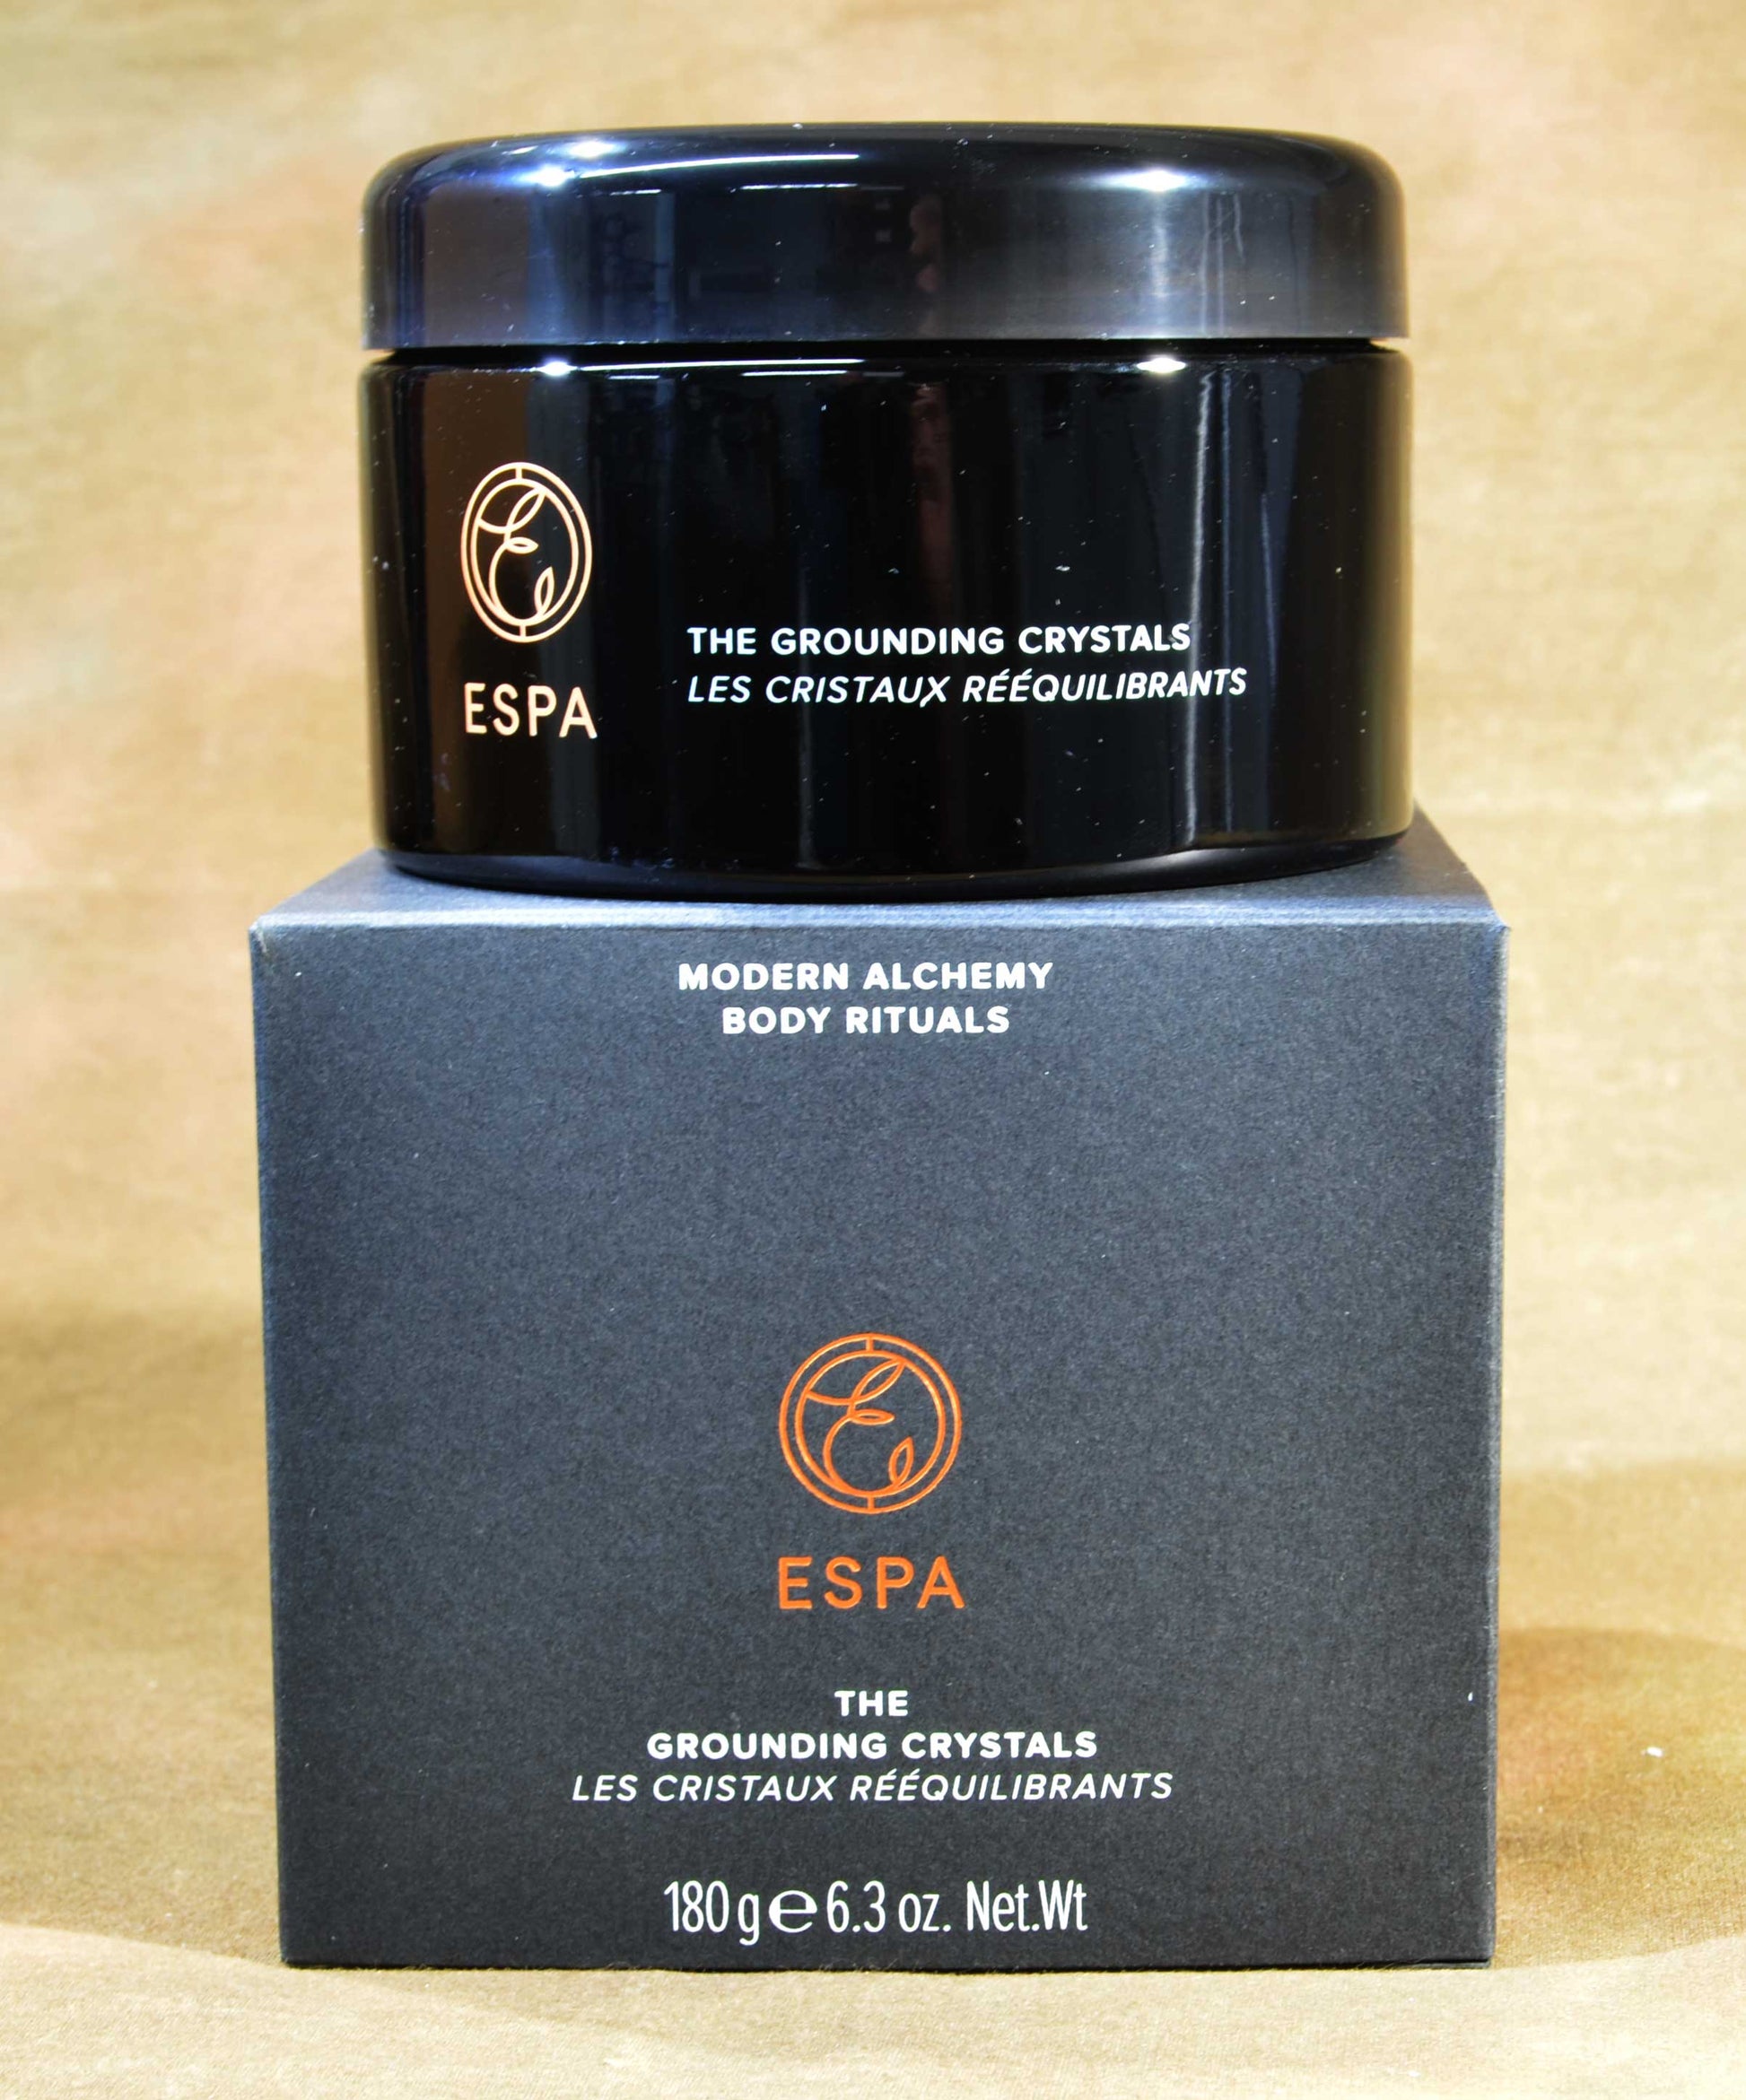 ESPA
THE GROUNDING CRYSTALS
LES CRISTAUX RÉÉQUILIBRANTS
MODERN ALCHEMY
BODY RITUALS
ESPA
THE
GROUNDING CRYSTALS
LES CRISTAUX RÉÉQUILIBRANTS
180 g e 6.3 oz. Net.Wt